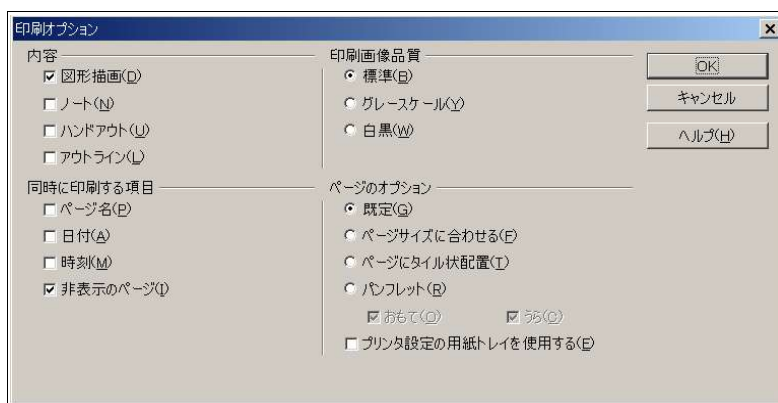 印刷オプション
内容
図形描画(D)
ノート(N)
ハンドアウト(U)
アウトライン(L)
印刷画像品質
標準(B)
グレースケール(Y)
白黒(W)
OK
キャンセル
ヘルプ(H)
同時に印刷する項目
ページ名(P)
日付(A)
時刻(M)
非表示のページ(I)
ページのオプション
既定(G)
ページサイズに合わせる(F)
ページにタイル状配置(T)
パンフレット(R)
おもて(O) うら(C)
プリンタ設定の用紙トレイを使用する(E)